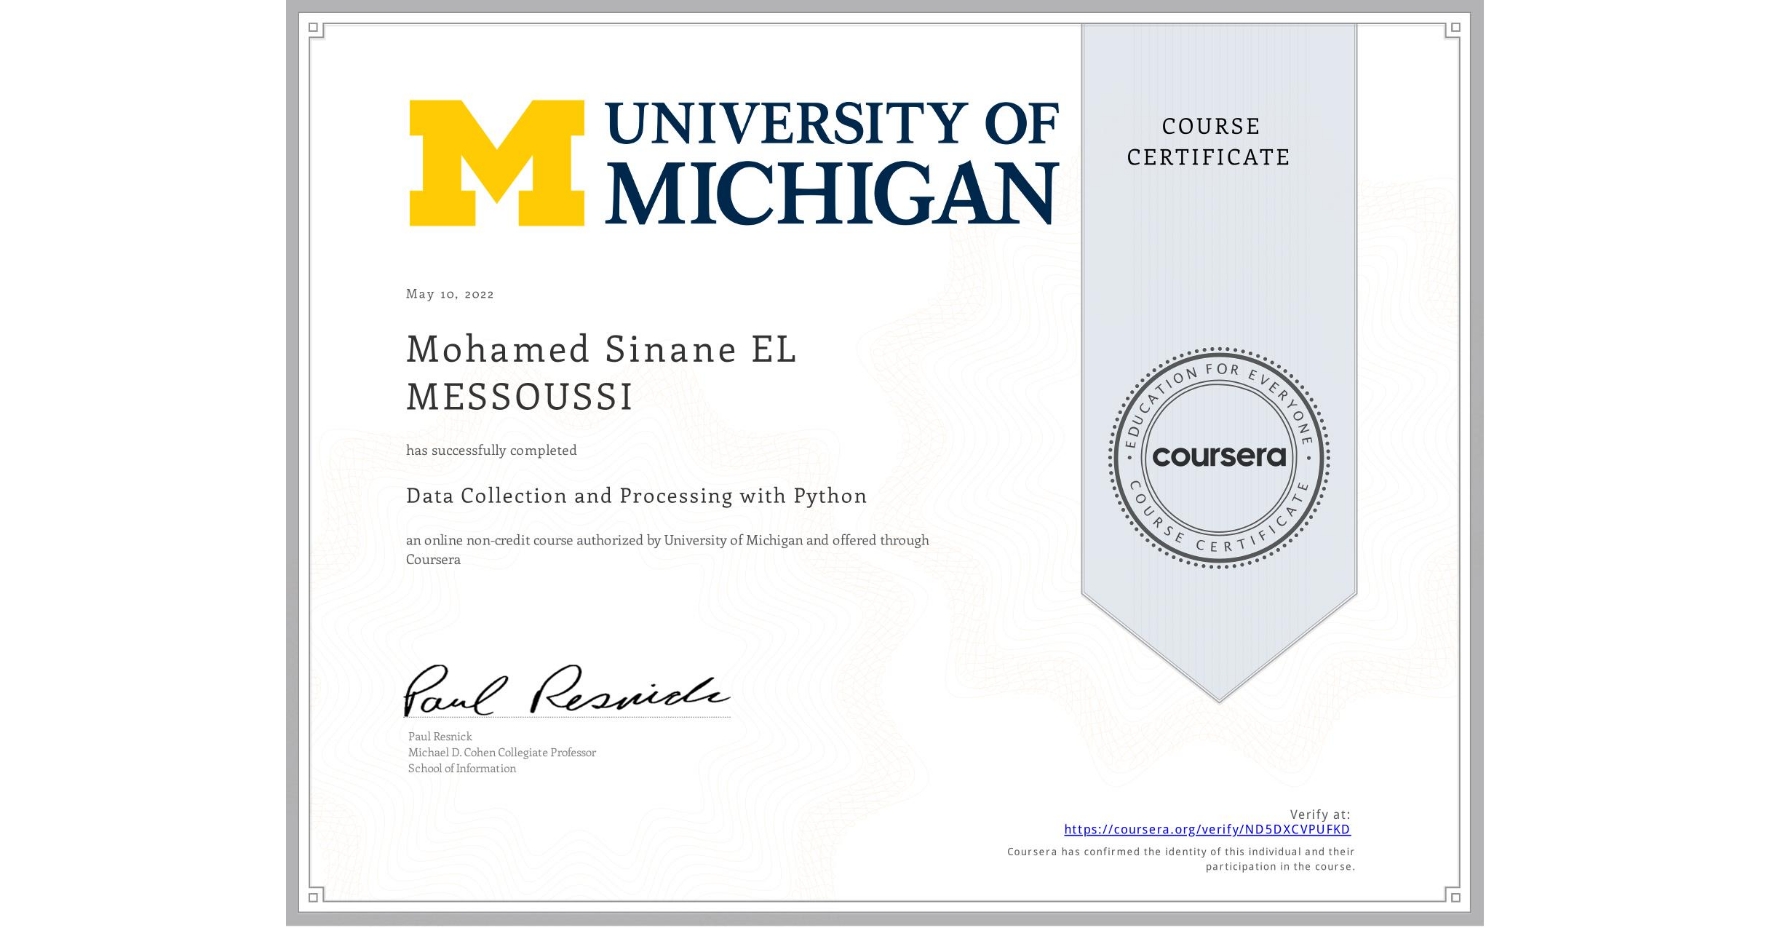 UNIVERSITY OF
MICHIGAN
COURSE
CERTIFICATE
May 10, 2022
Mohamed Sinane EL
MESSOUSSI
has successfully completed
Data Collection and Processing with Python
an online non-credit course authorized by University of Michigan and offered through
Coursera
EDUCATION FOR EVERYONE
coursera
COURSE CERTIFICATE
Paul Resnick
Paul Resnick
Michael D. Cohen Collegiate Professor
School of Information
Verify at:
https://coursera.org/verify/ND5DXCVPUFKD
Coursera has confirmed the identity of this individual and their
participation in the course.